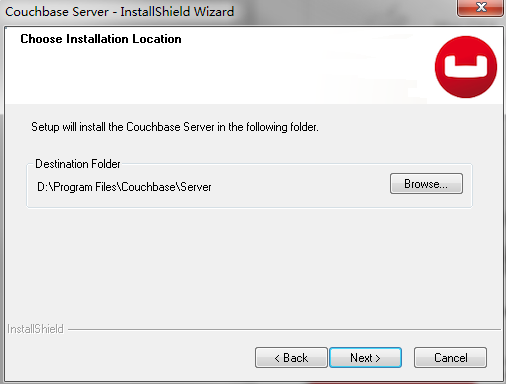 Couchbase Server - InstallShield Wizard
Choose Installation Location
Setup will install the Couchbase Server in the following folder.
Destination Folder
D:\Program Files\Couchbase\Server
Browse...
InstallShield
< Back
Next >
Cancel